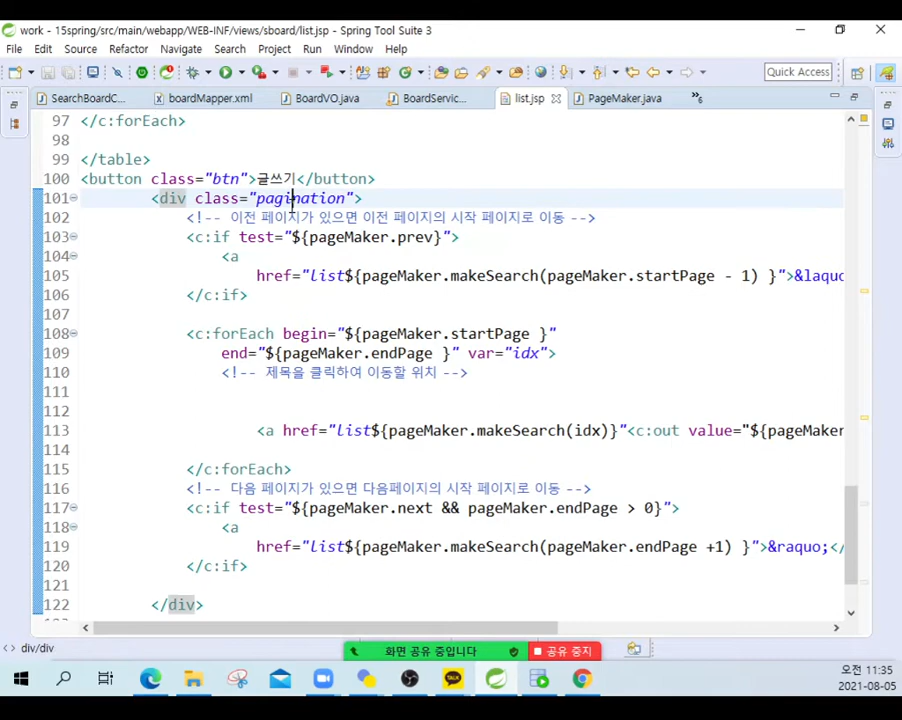 work - 15spring/src/main/webapp/WEB-INF/views/sboard/list.jsp - Spring Tool Suite 3
File Edit Source Refactor Navigate Search Project Run Window Help
Quick Access
SearchBoardC... boardMapper.xml BoardVO.java BoardServic... list.jsp PageMaker.java »6
97 </c:forEach>
98
99 </table>
100 <button class="btn">글쓰기</button>
101 <div class="pagination">
102 <!-- 이전 페이지가 있으면 이전 페이지의 시작 페이지로 이동 -->
103 <c:if test="${pageMaker.prev}">
104 <a
105 href="list${pageMaker.makeSearch(pageMaker.startPage - 1) }">&laquo
106 </c:if>
107
108 <c:forEach begin="${pageMaker.startPage }"
109 end="${pageMaker.endPage }" var="idx">
110 <!-- 제목을 클릭하여 이동할 위치 -->
111
112
113 <a href="list${pageMaker.makeSearch(idx)}"<c:out value="${pageMaker
114
115 </c:forEach>
116 <!-- 다음 페이지가 있으면 다음페이지의 시작 페이지로 이동 -->
117 <c:if test="${pageMaker.next && pageMaker.endPage > 0}">
118 <a
119 href="list${pageMaker.makeSearch(pageMaker.endPage +1) }">&raquo;</
120 </c:if>
121
122 </div>
div/div
화면 공유 중입니다 공유 중지
TALK
오전 11:35
2021-08-05